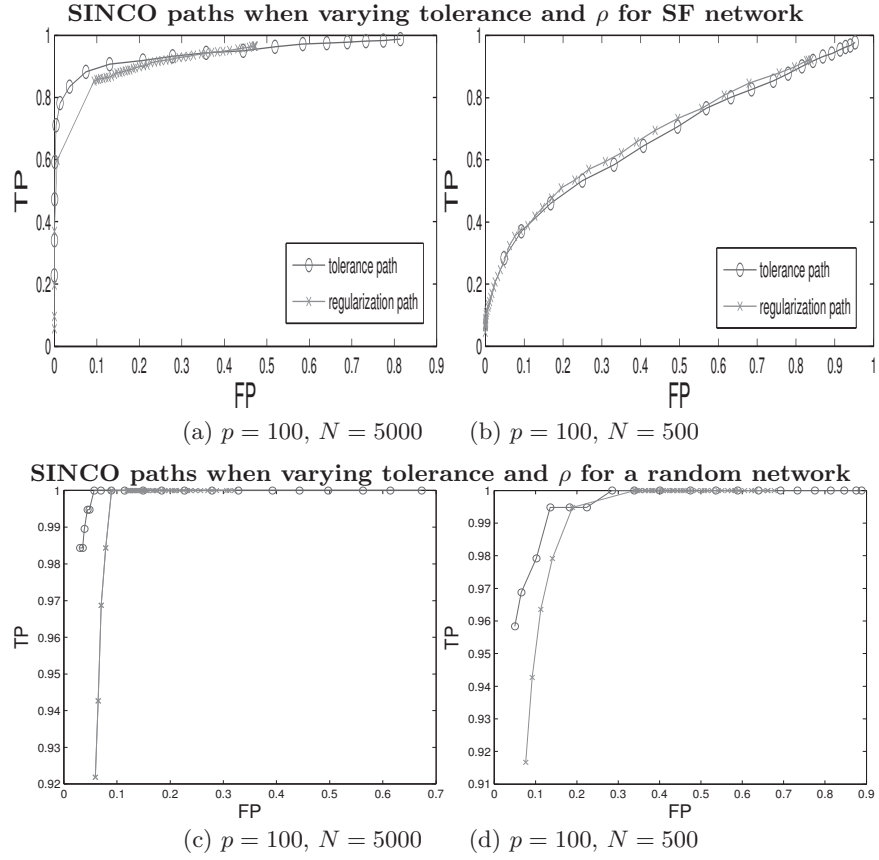 SINCO paths when varying tolerance and ρ for SF network
1
0.8
0.6
0.4
0.2
0
TP
0 0.1 0.2 0.3 0.4 0.5 0.6 0.7 0.8 0.9
FP
tolerance path
regularization path
1
0.8
0.6
0.4
0.2
0
TP
0 0.1 0.2 0.3 0.4 0.5 0.6 0.7 0.8 0.9 1
FP
tolerance path
regularization path
(a) p = 100, N = 5000
(b) p = 100, N = 500
SINCO paths when varying tolerance and ρ for a random network
1
0.99
0.98
0.97
0.96
0.95
0.94
0.93
0.92
TP
0 0.1 0.2 0.3 0.4 0.5 0.6 0.7
FP
1
0.99
0.98
0.97
0.96
0.95
0.94
0.93
0.92
0.91
TP
0 0.1 0.2 0.3 0.4 0.5 0.6 0.7 0.8 0.9
FP
(c) p = 100, N = 5000
(d) p = 100, N = 500